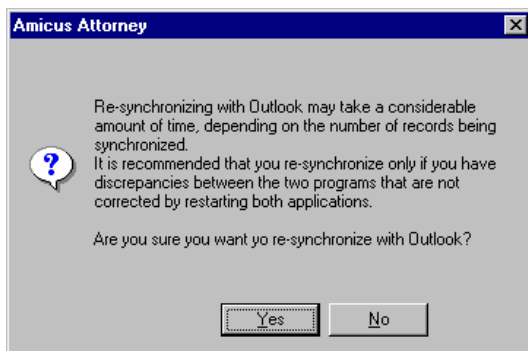 Amicus Attorney
Re-synchronizing with Outlook may take a considerable
amount of time, depending on the number of records being
synchronized.
It is recommended that you re-synchronize only if you have
discrepancies between the two programs that are not
corrected by restarting both applications.
Are you sure you want yo re-synchronize with Outlook?
Yes
No